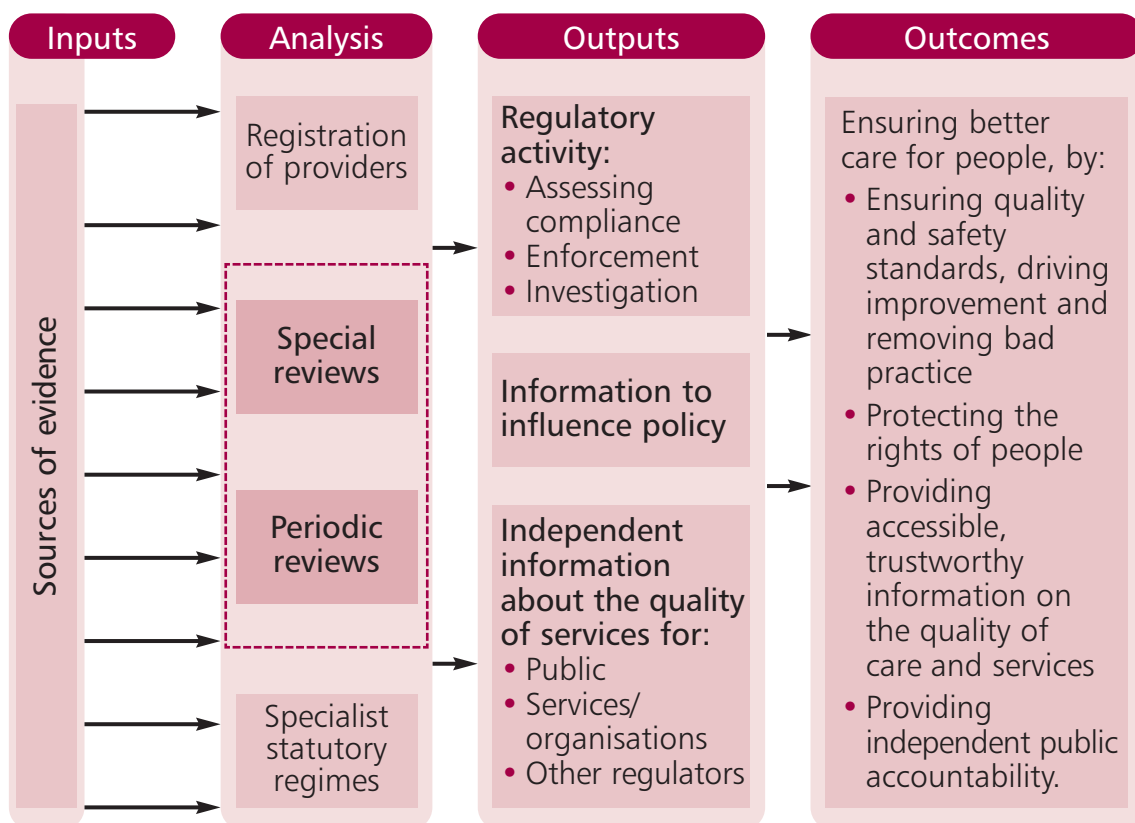 Inputs
Analysis
Outputs
Outcomes
Sources of evidence
Registration
of providers
Special
reviews
Periodic
reviews
Specialist
statutory
regimes
Regulatory
activity:
• Assessing
compliance
• Enforcement
• Investigation
Information to
influence policy
Independent
information
about the quality
of services for:
• Public
• Services/
organisations
• Other regulators
Ensuring better
care for people, by:
• Ensuring quality
and safety
standards, driving
improvement and
removing bad
practice
• Protecting the
rights of people
• Providing
accessible,
trustworthy
information on
the quality of
care and services
• Providing
independent public
accountability.